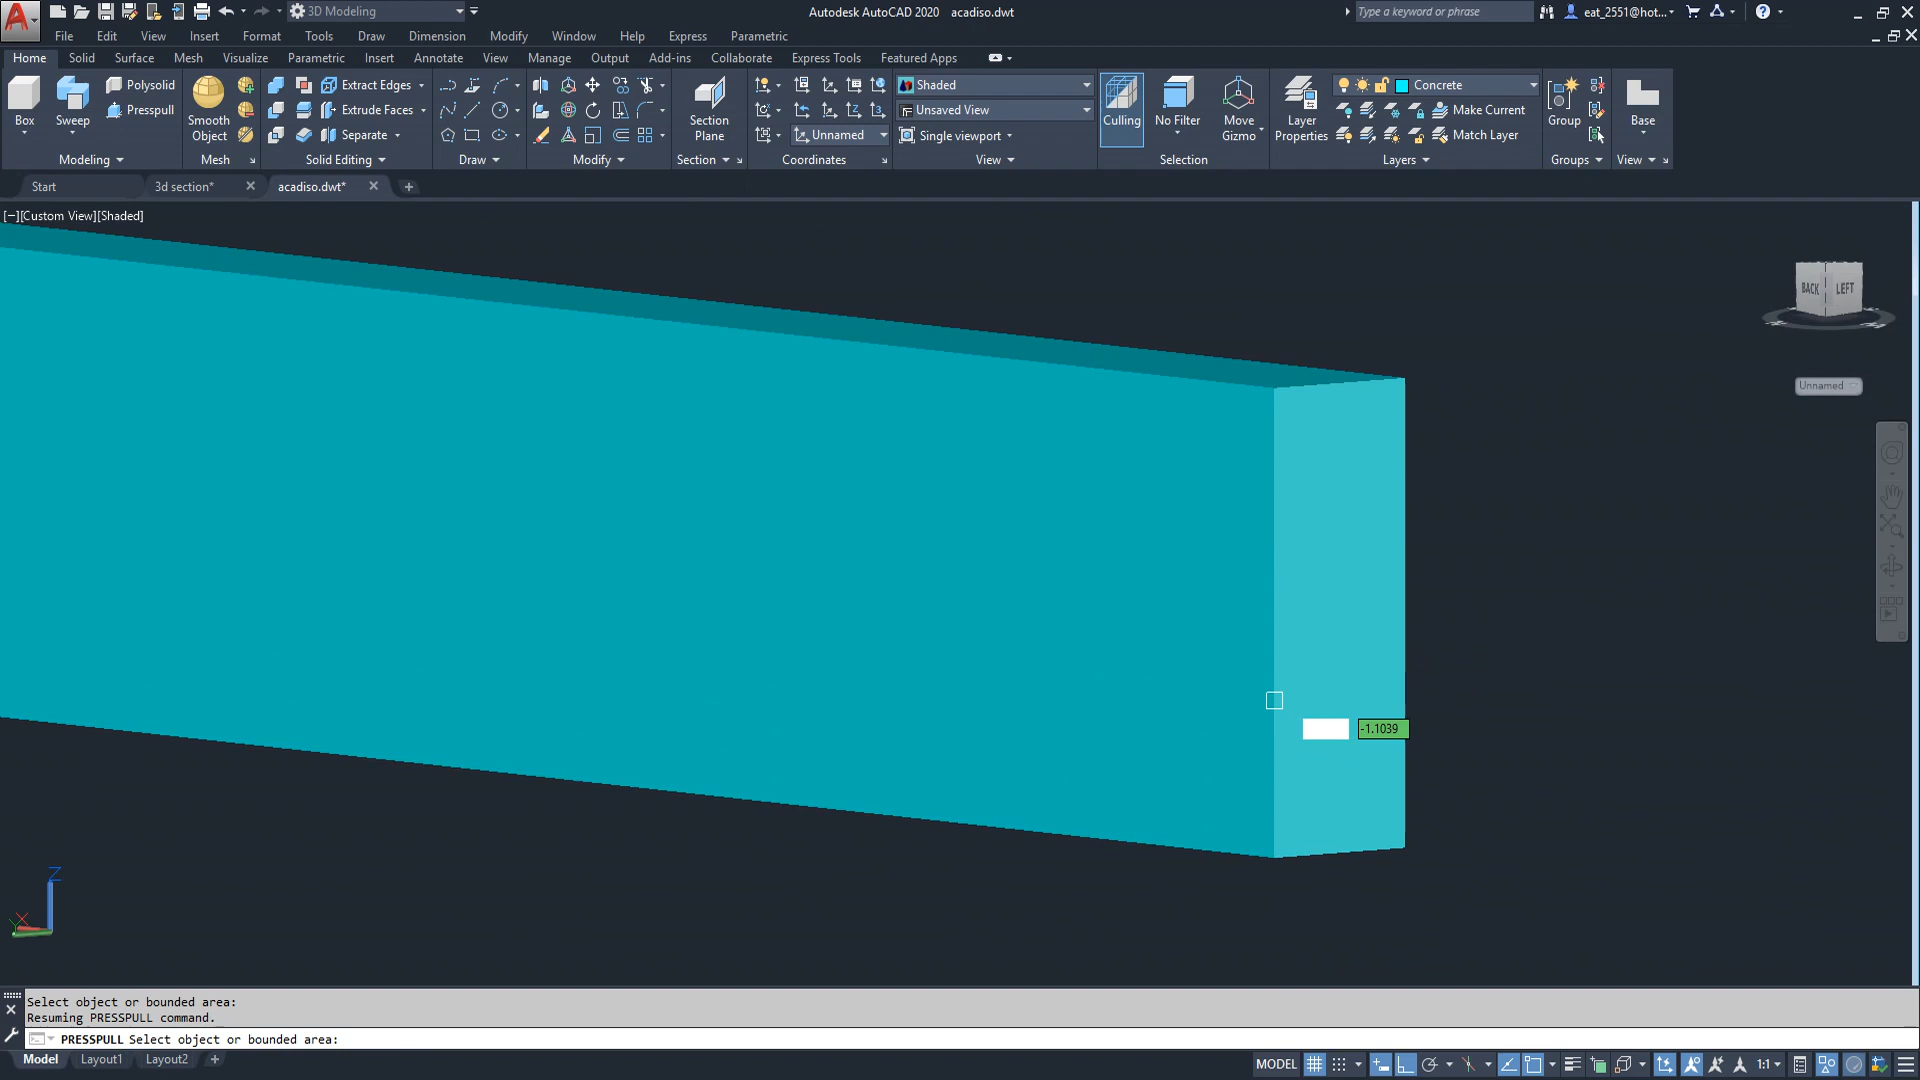 3D Modeling
Autodesk AutoCAD 2020 acadiso.dwt
Type a keyword or phrase
eat_2551@hot...
File Edit View Insert Format Tools Draw Dimension Modify Window Help Express Parametric
Home Solid Surface Mesh Visualize Parametric Insert Annotate View Manage Output Add-ins Collaborate Express Tools Featured Apps
Box
Sweep
Polysolid
Presspull
Modeling
Smooth
Object
Mesh
Extract Edges
Extrude Faces
Separate
Solid Editing
Draw
Modify
Section
Plane
Section
Unnamed
Coordinates
Shaded
Unsaved View
Single viewport
View
Culling
No Filter
Move
Gizmo
Selection
Layer
Properties
Concrete
Make Current
Match Layer
Layers
Group
Groups
Base
View
Start 3d section* acadiso.dwt*
[−][Custom View][Shaded]
BACK LEFT
Unnamed
-1.1039
Z
X
Select object or bounded area:
Resuming PRESSPULL command.
PRESSPULL Select object or bounded area:
Model Layout1 Layout2
MODEL
1:1